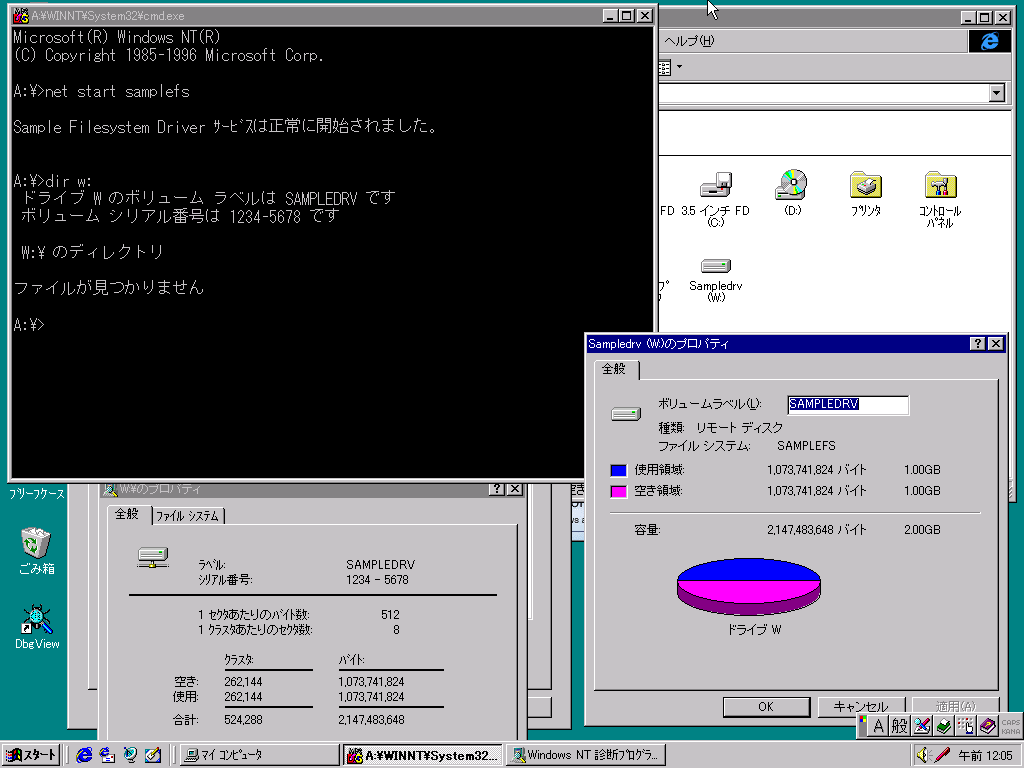 A:¥WINNT¥System32¥cmd.exe
Microsoft(R) Windows NT(R)
(C) Copyright 1985-1996 Microsoft Corp.
A:¥>net start samplefs
Sample Filesystem Driver ｻｰﾋﾞｽは正常に開始されました。
A:¥>dir w:
ドライブ W のボリューム ラベルは SAMPLEDRV です
ボリューム シリアル番号は 1234-5678 です
W:¥ のディレクトリ
ファイルが見つかりません
A:¥>
ヘルプ(H)
FD
3.5 インチ FD
(C:)
(D:)
プリンタ
コントロール
パネル
Sampledrv
(W:)
Sampledrv (W:)のプロパティ
全般
ボリュームラベル(L):
SAMPLEDRV
種類:
リモート ディスク
ファイル システム:
SAMPLEFS
使用領域:
1,073,741,824 バイト
1.00GB
空き領域:
1,073,741,824 バイト
1.00GB
容量:
2,147,483,648 バイト
2.00GB
ドライブ W
OK
キャンセル
適用(A)
ブリーフケース
ごみ箱
DbgView
W:¥のプロパティ
全般
ファイル システム
ラベル:
SAMPLEDRV
シリアル番号:
1234 - 5678
1 セクタあたりのバイト数:
512
1 クラスタあたりのセクタ数:
8
クラスタ:
バイト:
空き:
262,144
1,073,741,824
使用:
262,144
1,073,741,824
合計:
524,288
2,147,483,648
A
般
CAPS
KANA
スタート
マイ コンピュータ
A:¥WINNT¥System32...
Windows NT 診断プログラ...
午前 12:05